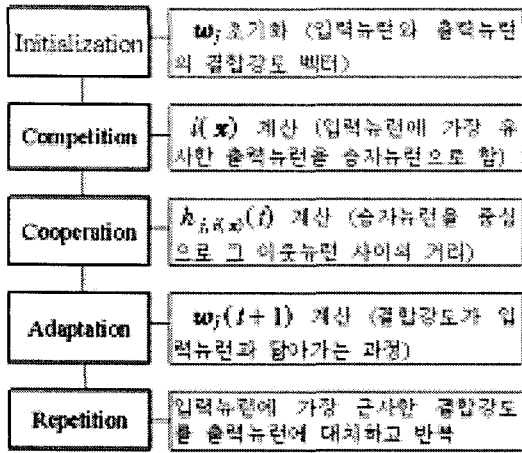 Initialization
w_j 초기화 (입력뉴런와 출력뉴런
의 결합강도 벡터)
Competition
i(x) 계산 (입력뉴런에 가장 유
사한 출력뉴런을 승자뉴런으로 함)
Cooperation
h_{j,i(x)}(t) 계산 (승자뉴런을 중심
으로 그 이웃뉴런 사이의 거리)
Adaptation
w_j(t+1) 계산 (결합강도가 입
력뉴런과 닮아가는 과정)
Repetition
입력뉴런에 가장 근사한 결합강도
를 출력뉴런에 대치하고 반복